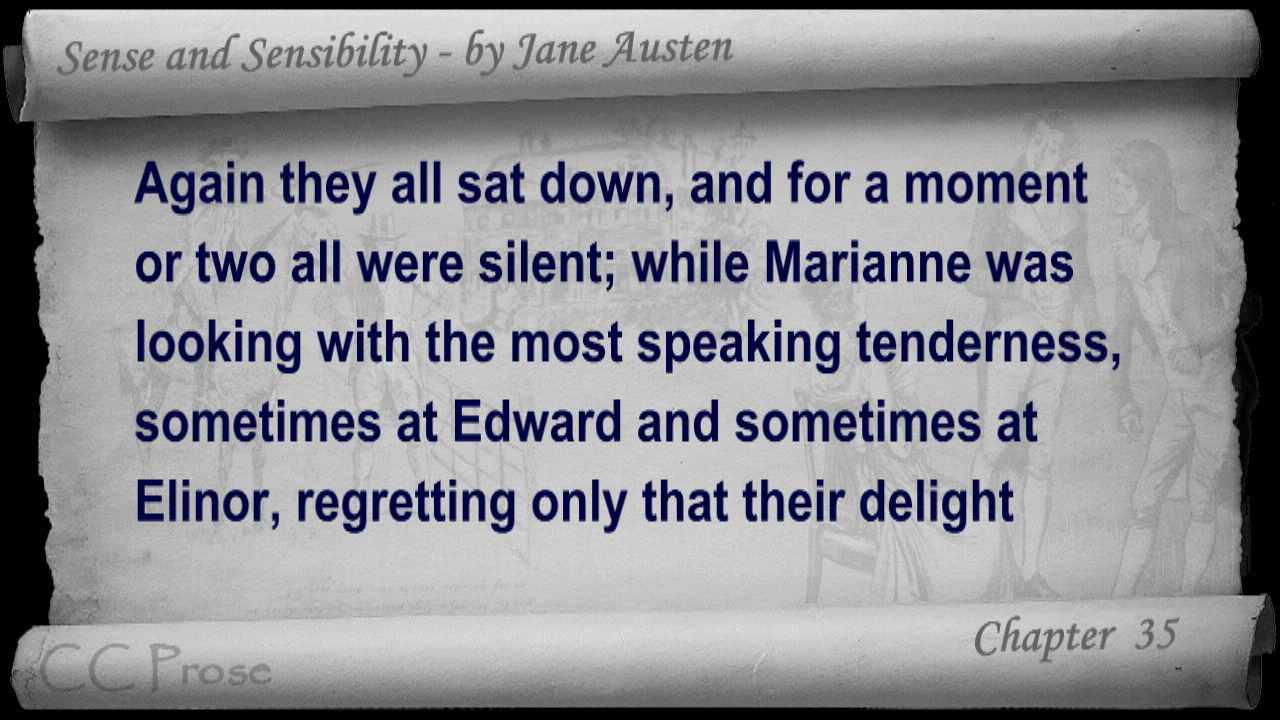 Sense and Sensibility - by Jane Austen
Again they all sat down, and for a moment
or two all were silent; while Marianne was
looking with the most speaking tenderness,
sometimes at Edward and sometimes at
Elinor, regretting only that their delight
Chapter 35
CC Prose